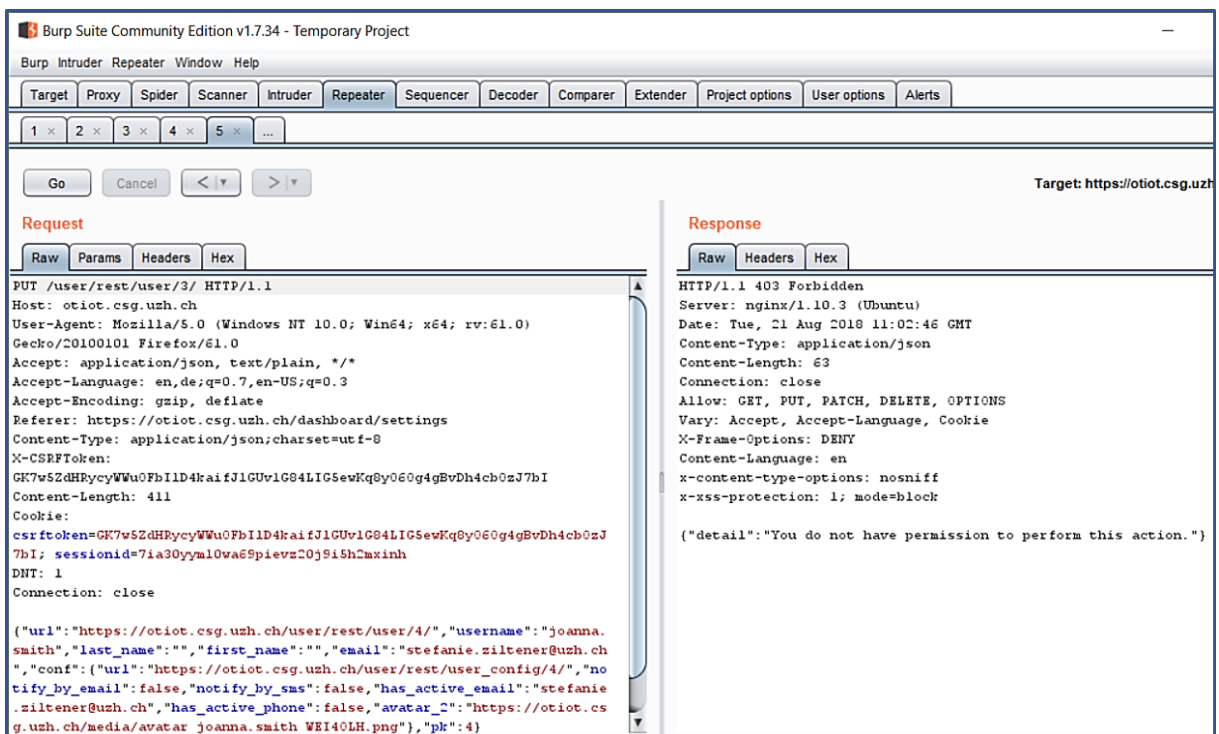 Burp Suite Community Edition v1.7.34 - Temporary Project
Burp Intruder Repeater Window Help
Target Proxy Spider Scanner Intruder Repeater Sequencer Decoder Comparer Extender Project options User options Alerts
1 × 2 × 3 × 4 × 5 × ...
Go Cancel < > Target: https://otiot.csg.uzh
Request
Raw Params Headers Hex
PUT /user/rest/user/3/ HTTP/1.1
Host: otiot.csg.uzh.ch
User-Agent: Mozilla/5.0 (Windows NT 10.0; Win64; x64; rv:61.0)
Gecko/20100101 Firefox/61.0
Accept: application/json, text/plain, */*
Accept-Language: en,de;q=0.7,en-US;q=0.3
Accept-Encoding: gzip, deflate
Referer: https://otiot.csg.uzh.ch/dashboard/settings
Content-Type: application/json;charset=utf-8
X-CSRFToken:
GK7w5ZdHRycyWWu0FbI1D4kaifJ1GUv1G84LIG5ewKq8y060g4gBvDh4cb0zJ7bI
Content-Length: 411
Cookie:
csrftoken=GK7w5ZdHRycyWWu0FbI1D4kaifJ1GUv1G84LIG5ewKq8y060g4gBvDh4cb0zJ
7bI; sessionid=7ia30yyml0wa69pievz20j9i5h2mxinh
DNT: 1
Connection: close
{"url":"https://otiot.csg.uzh.ch/user/rest/user/4/","username":"joanna.
smith","last_name":"","first_name":"","email":"stefanie.ziltener@uzh.ch
","conf":{"url":"https://otiot.csg.uzh.ch/user/rest/user_config/4/","no
tify_by_email":false,"notify_by_sms":false,"has_active_email":"stefanie
.ziltener@uzh.ch","has_active_phone":false,"avatar_2":"https://otiot.cs
g.uzh.ch/media/avatar_joanna.smith_WEI40LH.png"},"pk":4}
Response
Raw Headers Hex
HTTP/1.1 403 Forbidden
Server: nginx/1.10.3 (Ubuntu)
Date: Tue, 21 Aug 2018 11:02:46 GMT
Content-Type: application/json
Content-Length: 63
Connection: close
Allow: GET, PUT, PATCH, DELETE, OPTIONS
Vary: Accept, Accept-Language, Cookie
X-Frame-Options: DENY
Content-Language: en
x-content-type-options: nosniff
x-xss-protection: 1; mode=block
{"detail":"You do not have permission to perform this action."}